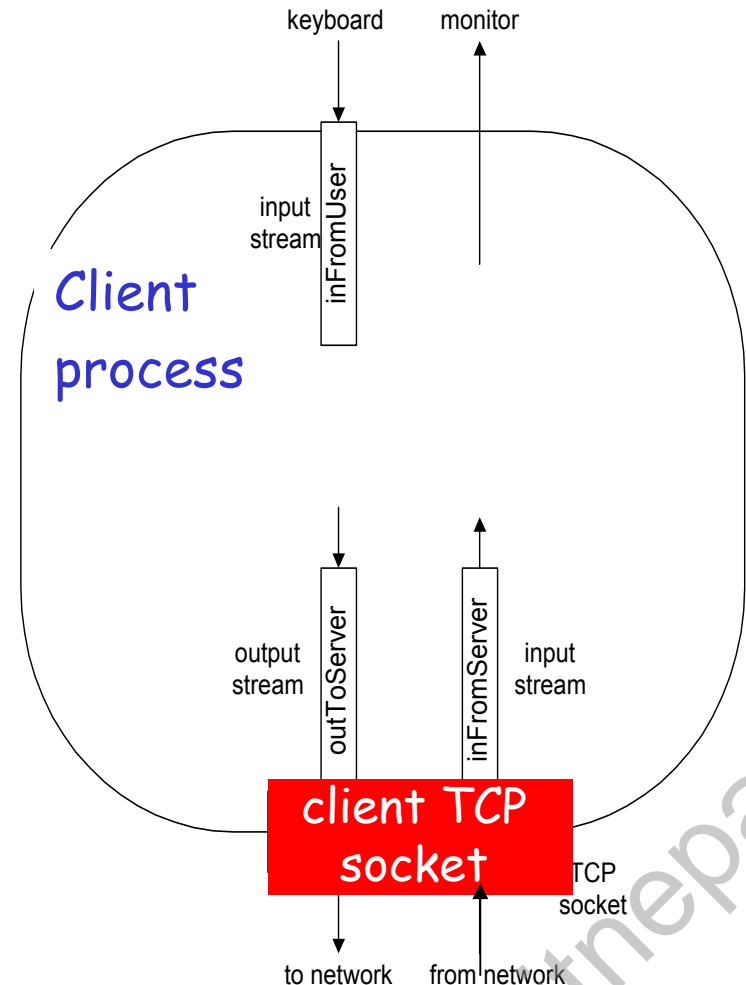 keyboard
monitor
input
stream
inFromUser
Client
process
output
stream
outToServer
inFromServer
input
stream
client TCP
socket
TCP
socket
to network
from network